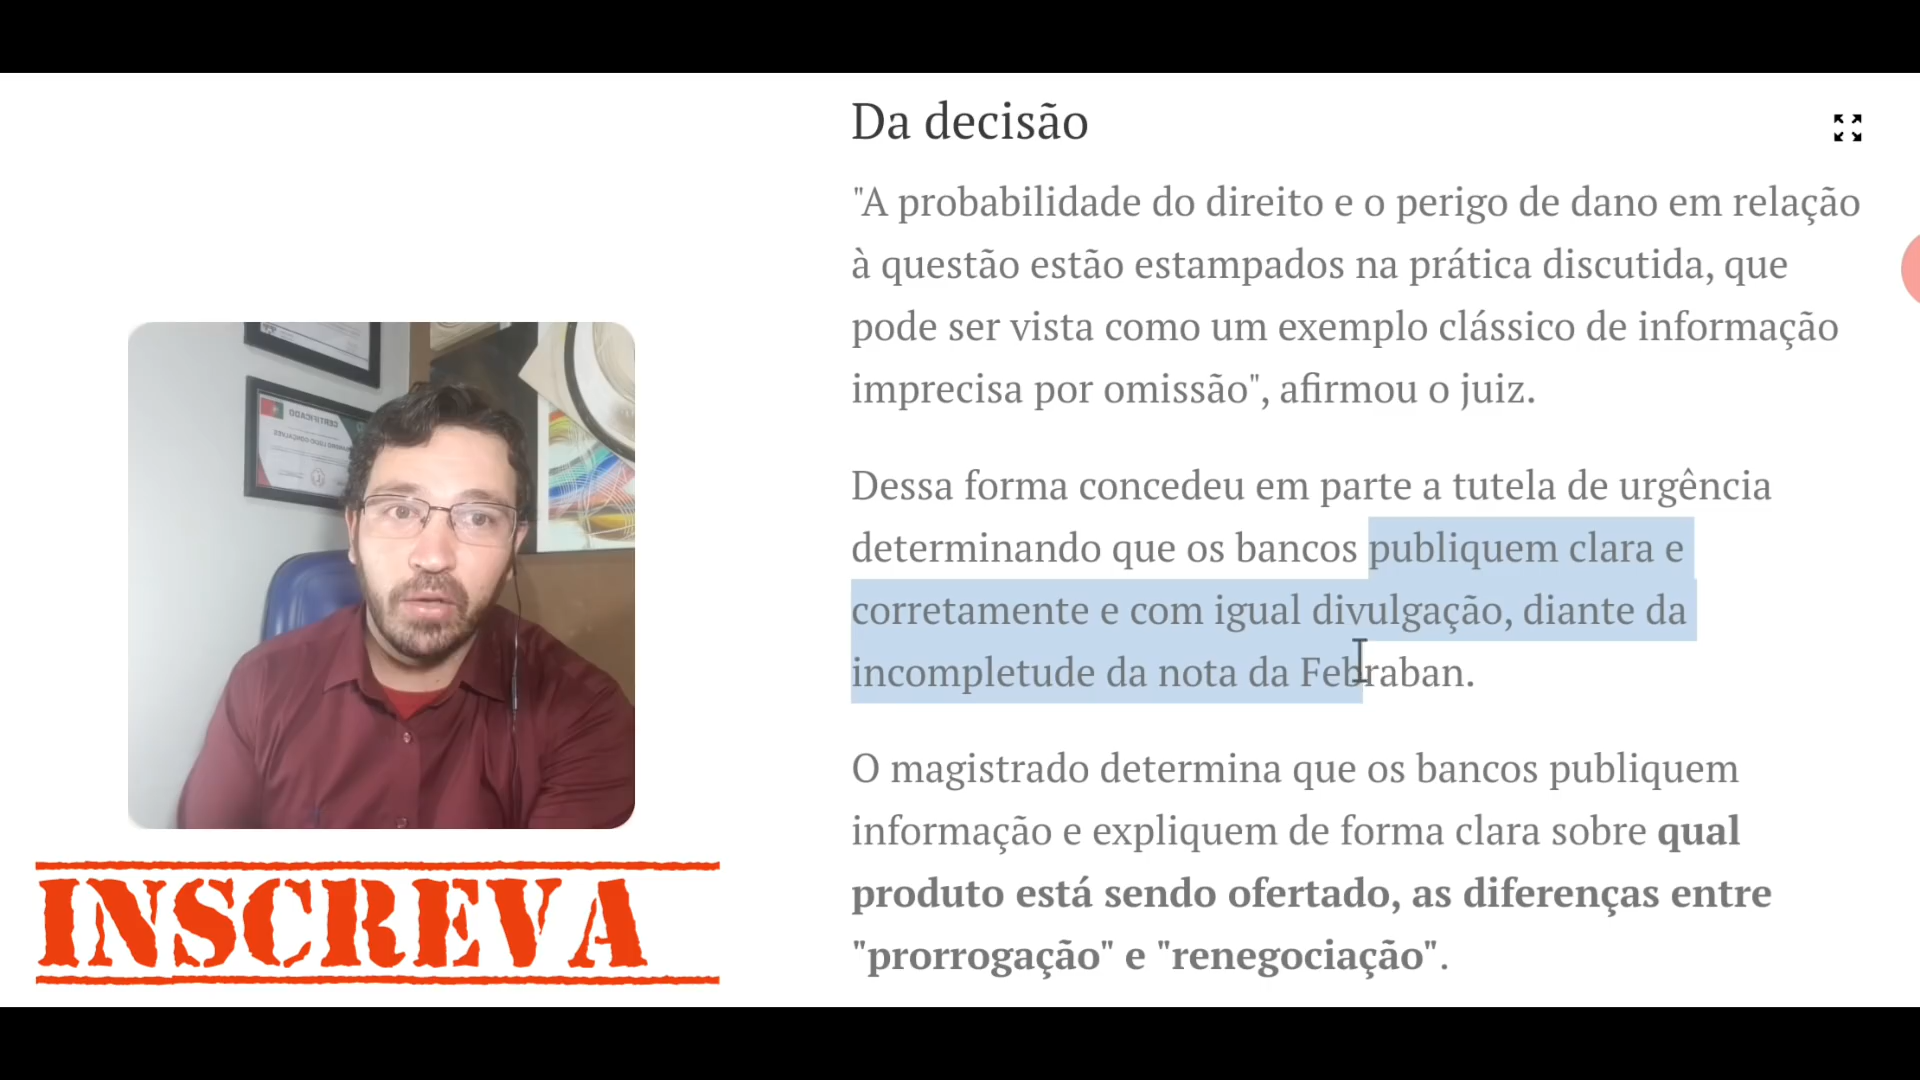 Da decisão
"A probabilidade do direito e o perigo de dano em relação
à questão estão estampados na prática discutida, que
pode ser vista como um exemplo clássico de informação
imprecisa por omissão", afirmou o juiz.
Dessa forma concedeu em parte a tutela de urgência
determinando que os bancos publiquem clara e
corretamente e com igual divulgação, diante da
incompletude da nota da Febraban.
O magistrado determina que os bancos publiquem
informação e expliquem de forma clara sobre qual
produto está sendo ofertado, as diferenças entre
"prorrogação" e "renegociação".
CERTIFICADO
INSCREVA